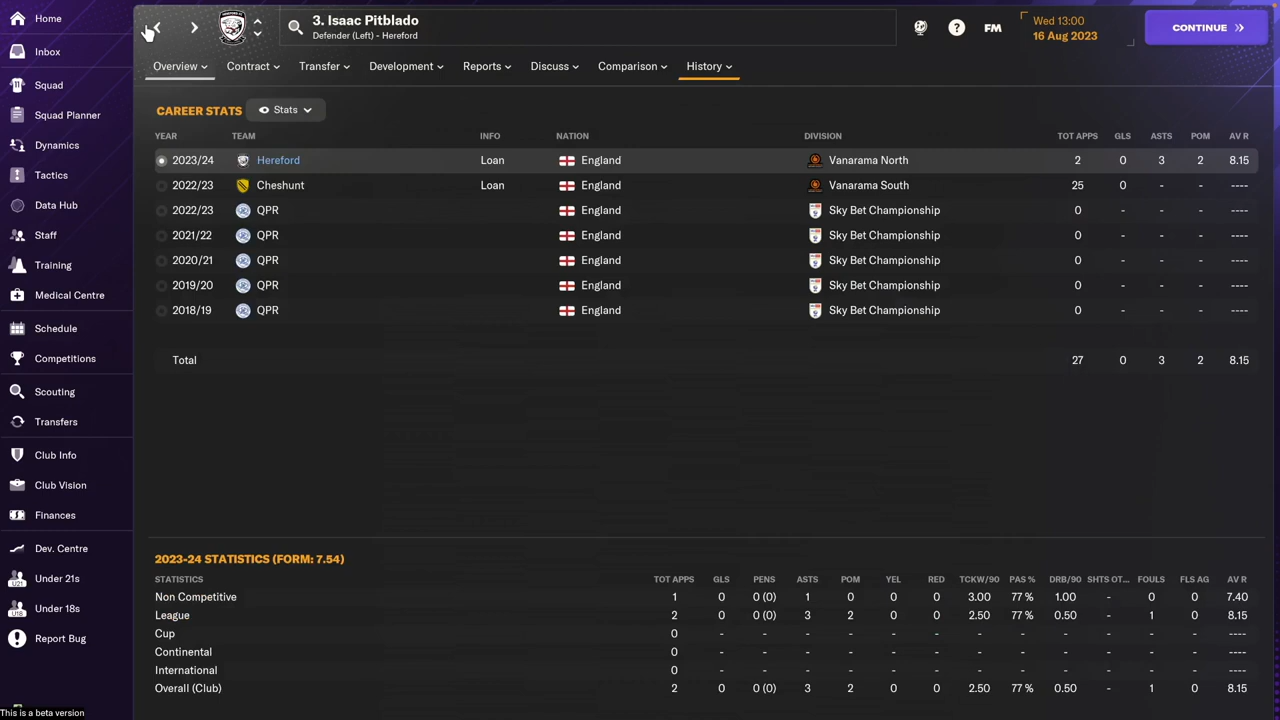 Home
Inbox
Squad
Squad Planner
Dynamics
Tactics
Data Hub
Staff
Training
Medical Centre
Schedule
Competitions
Scouting
Transfers
Club Info
Club Vision
Finances
Dev. Centre
U21 Under 21s
U18 Under 18s
Report Bug
This is a beta version
3. Isaac Pitblado
Defender (Left) - Hereford
FM
Wed 13:00
16 Aug 2023
CONTINUE
Overview Contract Transfer Development Reports Discuss Comparison History
CAREER STATS Stats
YEAR TEAM INFO NATION DIVISION TOT APPS GLS ASTS POM AV R
2023/24 Hereford Loan England Vanarama North 2 0 3 2 8.15
2022/23 Cheshunt Loan England Vanarama South 25 0 - - ----
2022/23 QPR England Sky Bet Championship 0 - - - ----
2021/22 QPR England Sky Bet Championship 0 - - - ----
2020/21 QPR England Sky Bet Championship 0 - - - ----
2019/20 QPR England Sky Bet Championship 0 - - - ----
2018/19 QPR England Sky Bet Championship 0 - - - ----
Total 27 0 3 2 8.15
2023-24 STATISTICS (FORM: 7.54)
STATISTICS TOT APPS GLS PENS ASTS POM YEL RED TCKW/90 PAS % DRB/90 SHTS OT... FOULS FLS AG AV R
Non Competitive 1 0 0 (0) 1 0 0 0 3.00 77 % 1.00 - 0 0 7.40
League 2 0 0 (0) 3 2 0 0 2.50 77 % 0.50 - 1 0 8.15
Cup 0 - - - - - - - - - - - - ----
Continental 0 - - - - - - - - - - - - ----
International 0 - - - - - - - - - - - - ----
Overall (Club) 2 0 0 (0) 3 2 0 0 2.50 77 % 0.50 - 1 0 8.15